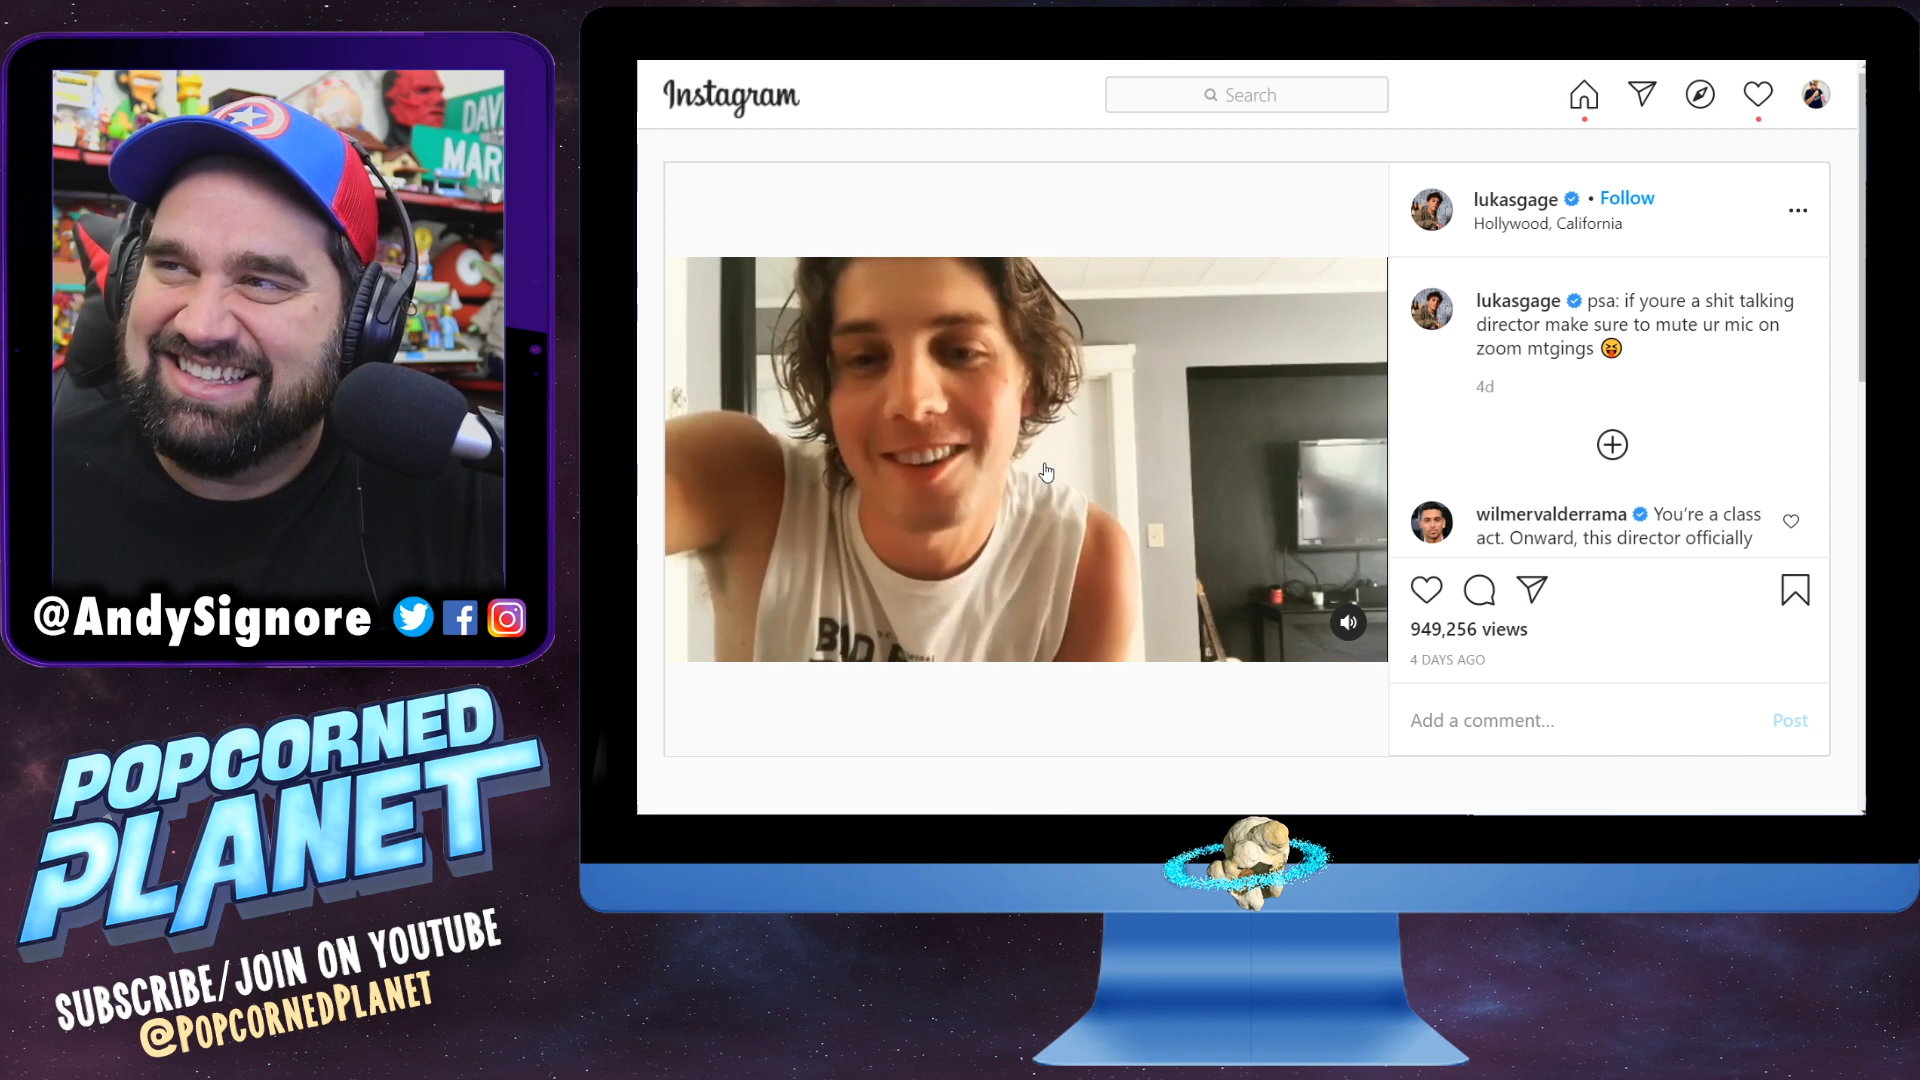 DAV
MAR
@AndySignore
POPCORNED
PLANET
SUBSCRIBE/JOIN ON YOUTUBE
@POPCORNEDPLANET
Instagram
Search
lukasgage • Follow
Hollywood, California
lukasgage psa: if youre a shit talking
director make sure to mute ur mic on
zoom mtgings 😝
4d
wilmervalderrama You're a class
act. Onward, this director officially
949,256 views
4 DAYS AGO
Add a comment... Post